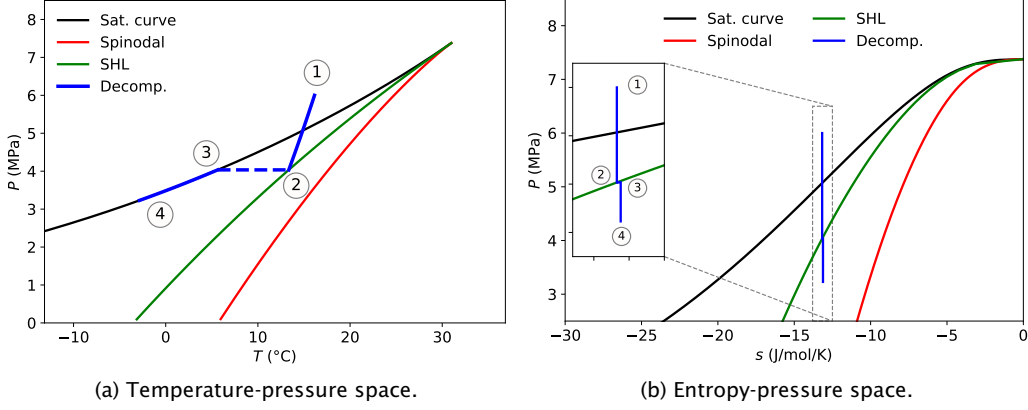 8
7
6
5
4
3
2
1
0
P (MPa)
Sat. curve
Spinodal
SHL
Decomp.
1
2
3
4
−10
0
10
20
30
T (°C)
(a) Temperature-pressure space.
8
7
6
5
4
3
P (MPa)
Sat. curve
Spinodal
SHL
Decomp.
1
2
3
4
−30
−25
−20
−15
−10
−5
0
s (J/mol/K)
(b) Entropy-pressure space.